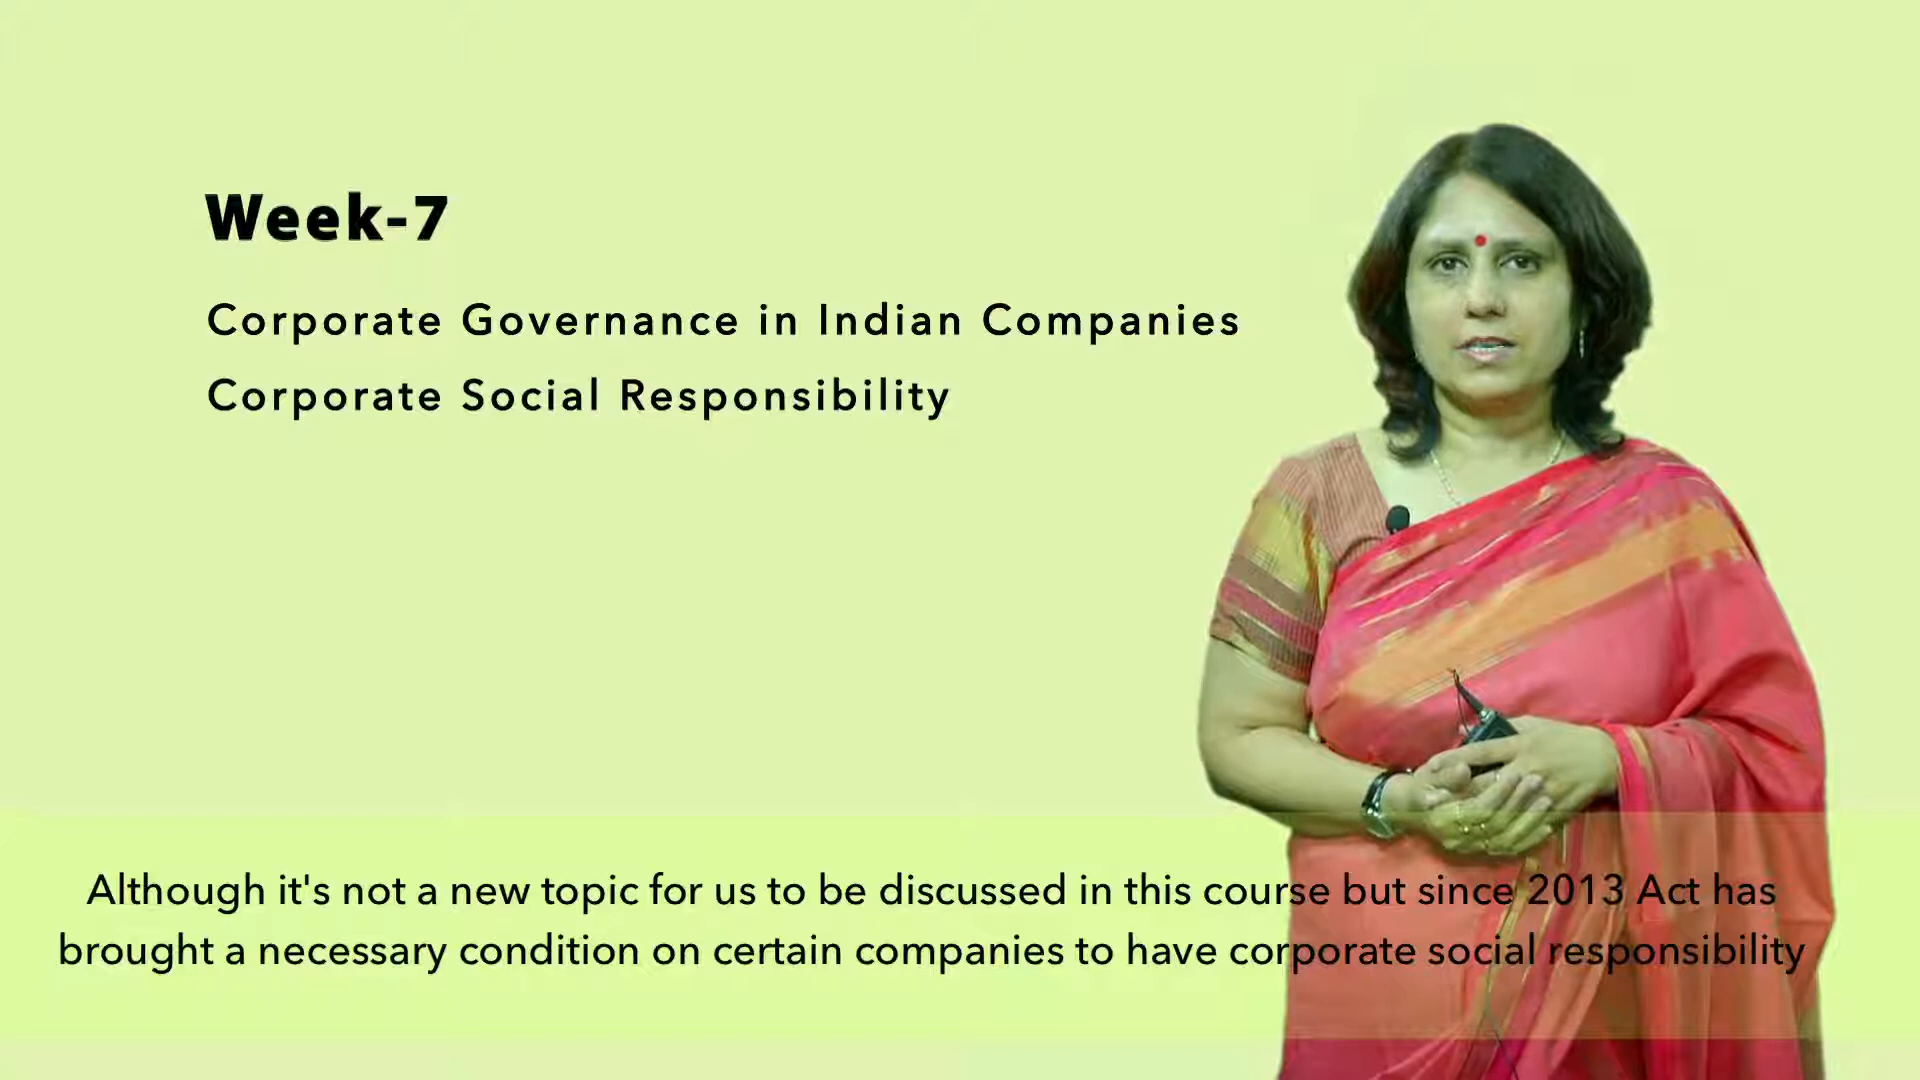 Week-7
Corporate Governance in Indian Companies
Corporate Social Responsibility
Although it's not a new topic for us to be discussed in this course but since 2013 Act has
brought a necessary condition on certain companies to have corporate social responsibility